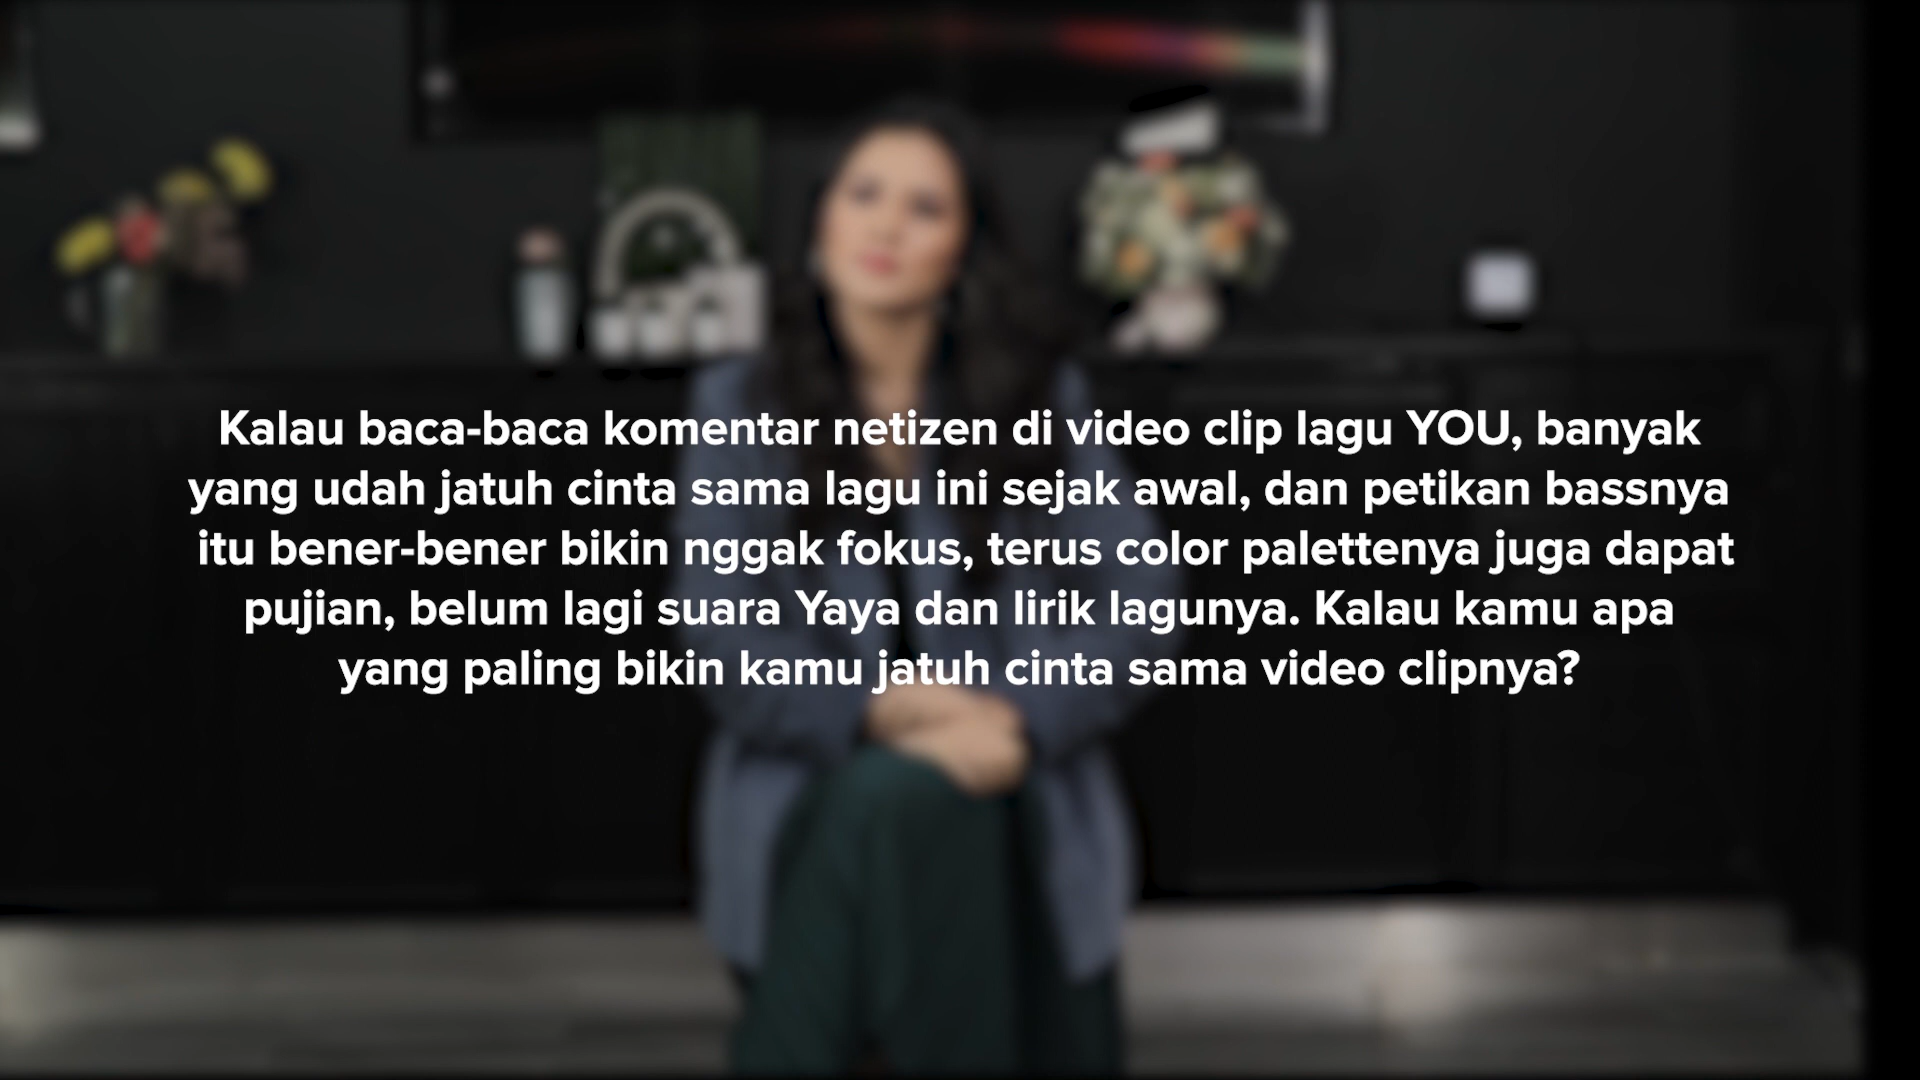 Kalau baca-baca komentar netizen di video clip lagu YOU, banyak
yang udah jatuh cinta sama lagu ini sejak awal, dan petikan bassnya
itu bener-bener bikin nggak fokus, terus color palettenya juga dapat
pujian, belum lagi suara Yaya dan lirik lagunya. Kalau kamu apa
yang paling bikin kamu jatuh cinta sama video clipnya?